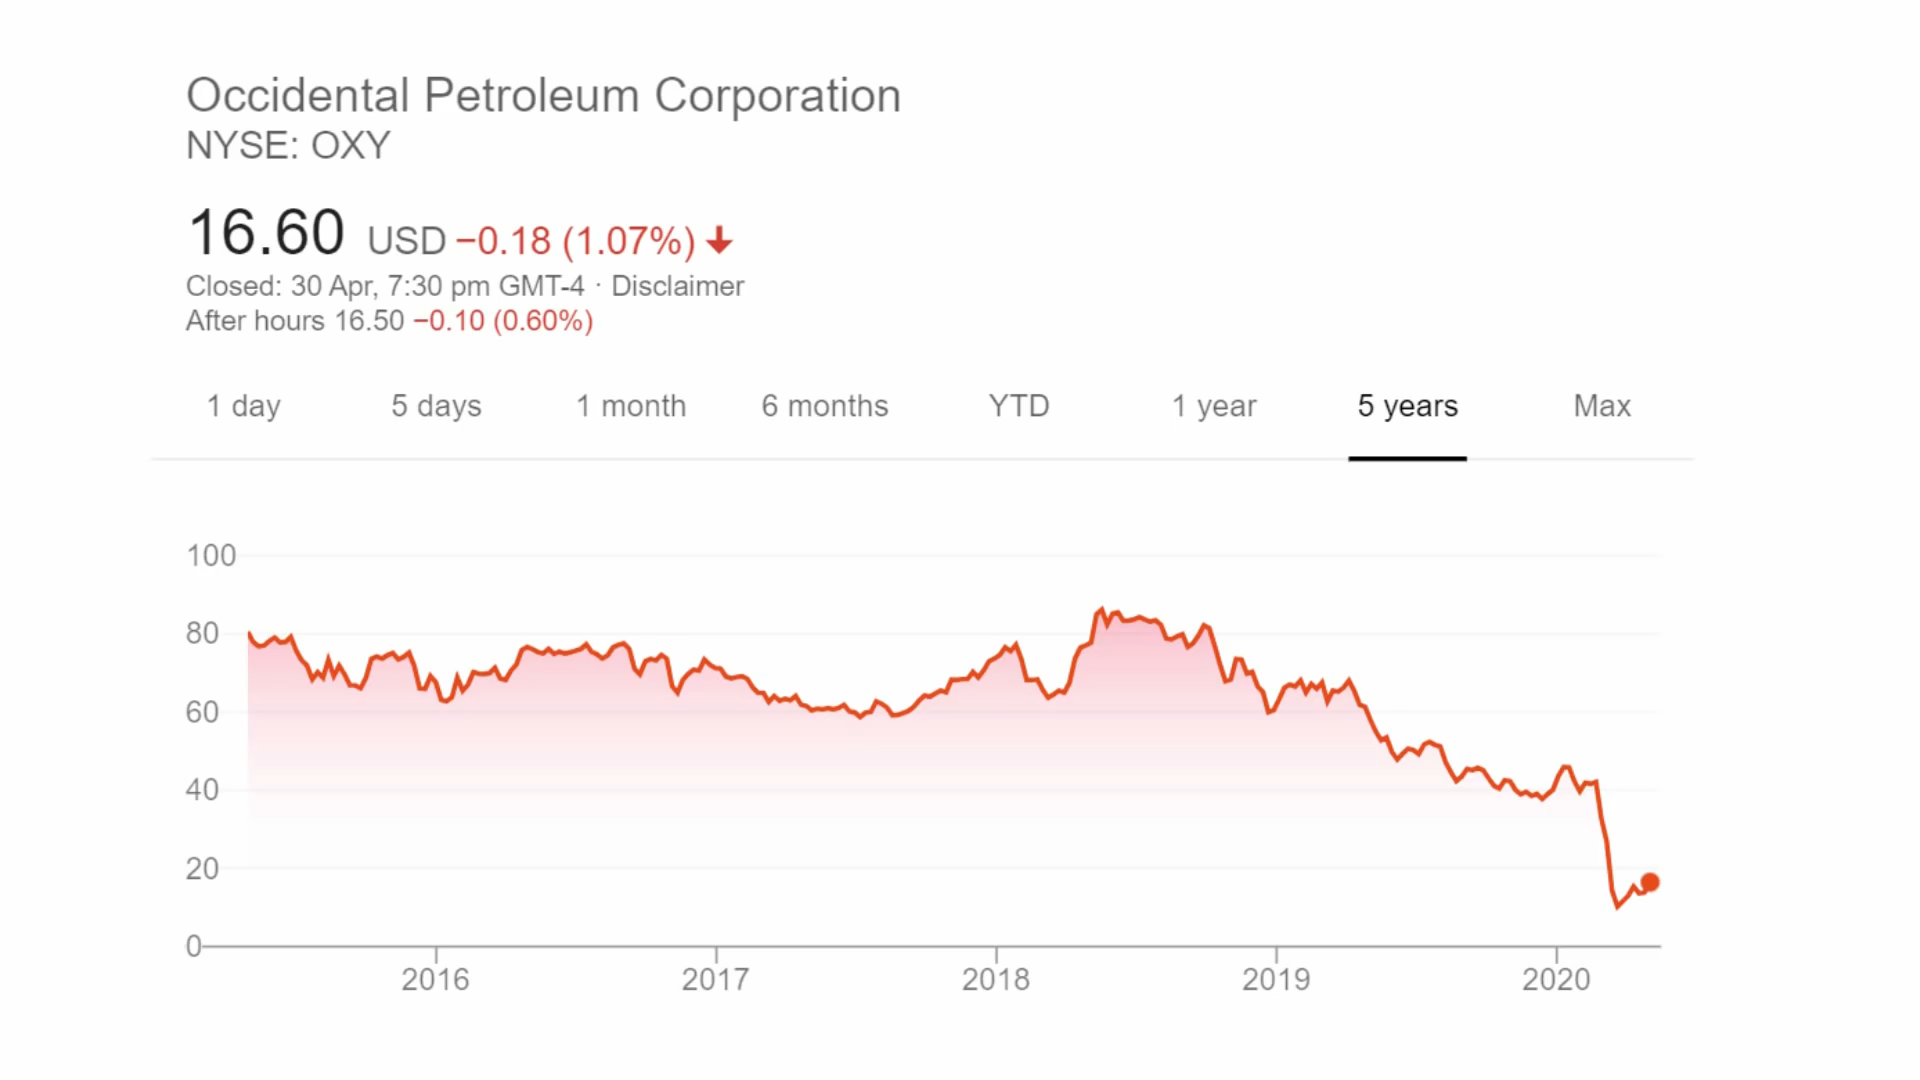 Occidental Petroleum Corporation
NYSE: OXY
16.60 USD −0.18 (1.07%) ↓
Closed: 30 Apr, 7:30 pm GMT-4 · Disclaimer
After hours 16.50 −0.10 (0.60%)
1 day 5 days 1 month 6 months YTD 1 year 5 years Max
100
80
60
40
20
0
2016 2017 2018 2019 2020